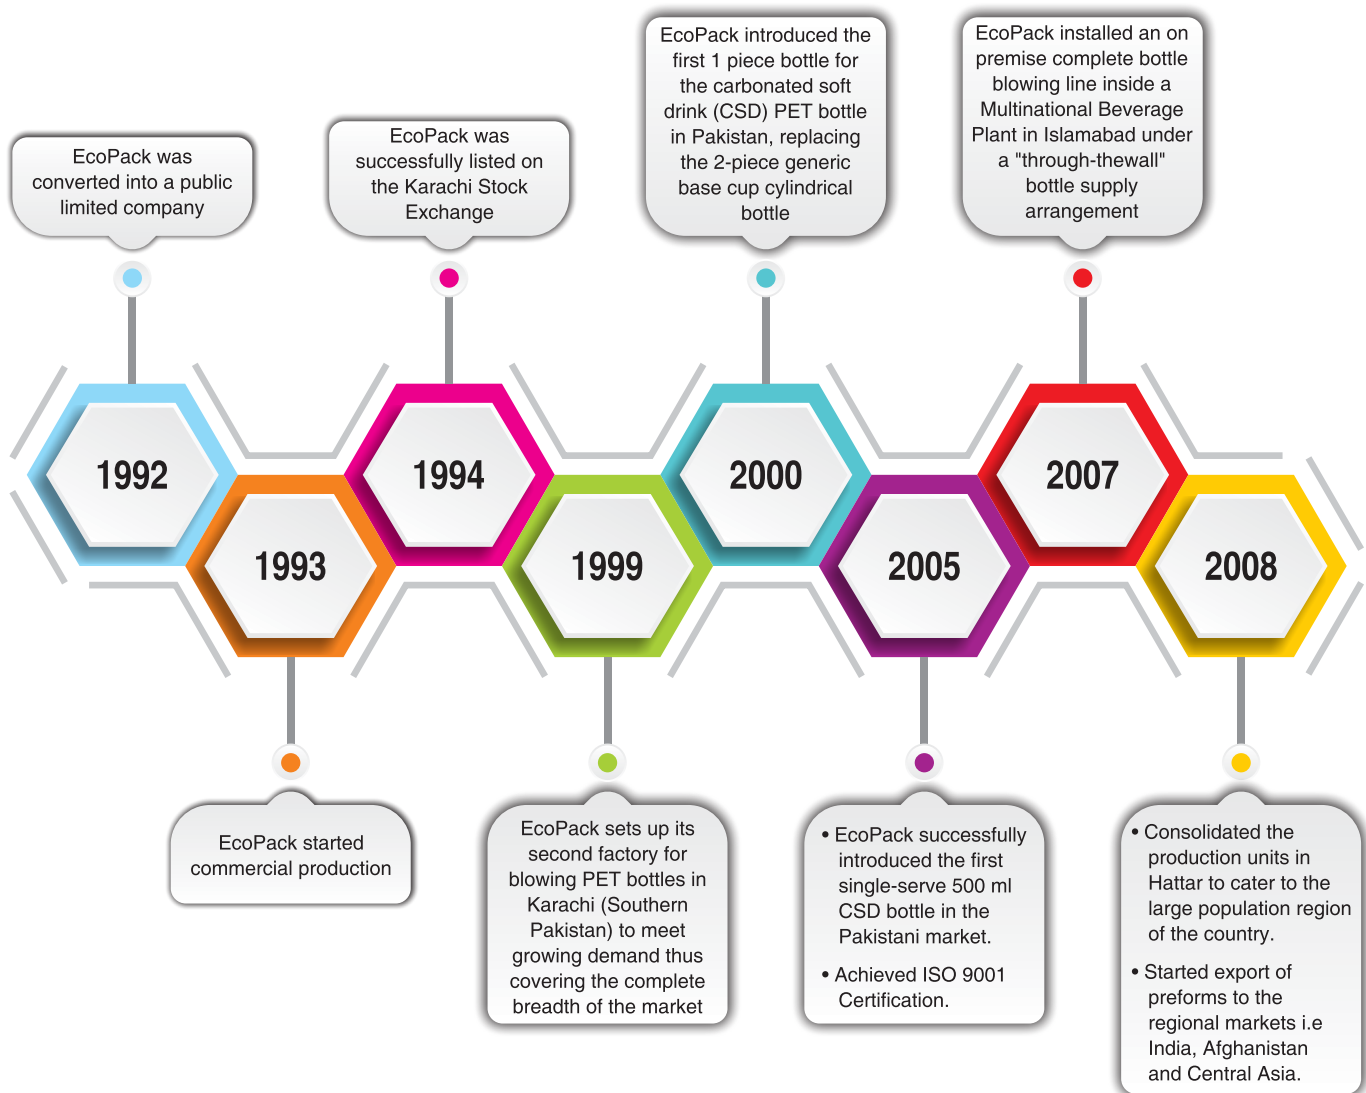 EcoPack was
converted into a public
limited company
EcoPack was
successfully listed on
the Karachi Stock
Exchange
EcoPack introduced the
first 1 piece bottle for
the carbonated soft
drink (CSD) PET bottle
in Pakistan, replacing
the 2-piece generic
base cup cylindrical
bottle
EcoPack installed an on
premise complete bottle
blowing line inside a
Multinational Beverage
Plant in Islamabad under
a "through-thewall"
bottle supply
arrangement
1992
1993
1994
1999
2000
2005
2007
2008
EcoPack started
commercial production
EcoPack sets up its
second factory for
blowing PET bottles in
Karachi (Southern
Pakistan) to meet
growing demand thus
covering the complete
breadth of the market
• EcoPack successfully
introduced the first
single-serve 500 ml
CSD bottle in the
Pakistani market.
• Achieved ISO 9001
Certification.
• Consolidated the
production units in
Hattar to cater to the
large population region
of the country.
• Started export of
preforms to the
regional markets i.e
India, Afghanistan
and Central Asia.